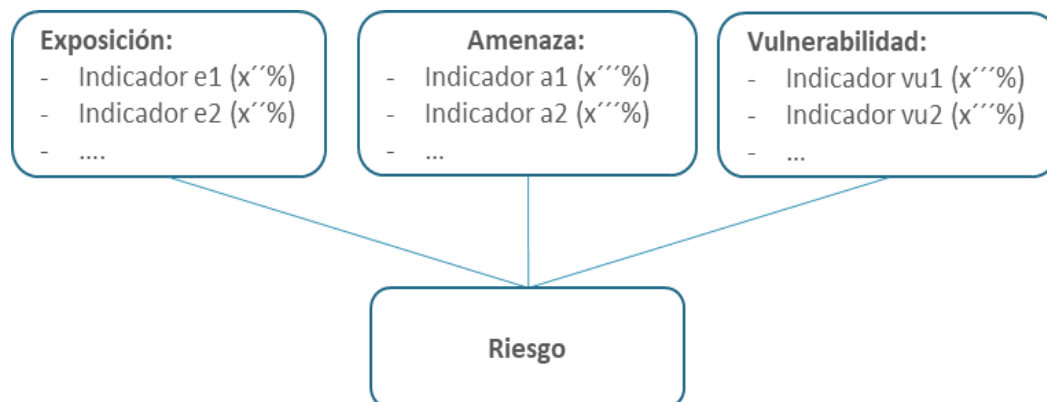 Exposición:
- Indicador e1 (x´´%)
- Indicador e2 (x´´%)
- ....
Amenaza:
- Indicador a1 (x´´´%)
- Indicador a2 (x´´´%)
- ...
Vulnerabilidad:
- Indicador vu1 (x´´´%)
- Indicador vu2 (x´´´%)
- ...
Riesgo